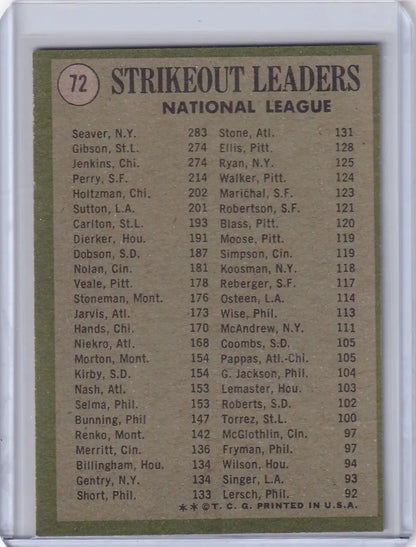 72 STRIKEOUT LEADERS
NATIONAL LEAGUE
Seaver, N.Y. 283 Stone, Atl. 131
Gibson, St.L. 274 Ellis, Pitt. 128
Jenkins, Chi. 274 Ryan, N.Y. 125
Perry, S.F. 214 Walker, Pitt. 124
Holtzman, Chi. 202 Marichal, S.F. 123
Sutton, L.A. 201 Robertson, S.F. 121
Carlton, St.L. 193 Blass, Pitt. 120
Dierker, Hou. 191 Moose, Pitt. 119
Dobson, S.D. 187 Simpson, Cin. 119
Nolan, Cin. 181 Koosman, N.Y. 118
Veale, Pitt. 178 Reberger, S.F. 117
Stoneman, Mont. 176 Osteen, L.A. 114
Jarvis, Atl. 173 Wise, Phil. 113
Hands, Chi. 170 McAndrew, N.Y. 111
Niekro, Atl. 168 Coombs, S.D. 105
Morton, Mont. 154 Pappas, Atl.-Chi. 105
Kirby, S.D. 154 G. Jackson, Phil. 104
Nash, Atl. 153 Lemaster, Hou. 103
Selma, Phil. 153 Roberts, S.D. 102
Bunning, Phil 147 Torrez, St.L. 100
Renko, Mont. 142 McGlothlin, Cin. 97
Merritt, Cin. 136 Fryman, Phil. 97
Billingham, Hou. 134 Wilson, Hou. 94
Gentry, N.Y. 134 Singer, L.A. 93
Short, Phil. 133 Lersch, Phil. 92
**©T. C. G. PRINTED IN U.S.A.